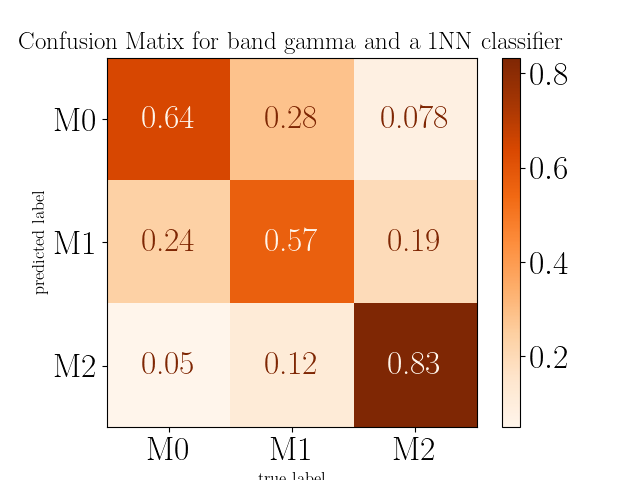 Confusion Matix for band gamma and a 1NN classifier
predicted label
M0 0.64 0.28 0.078
M1 0.24 0.57 0.19
M2 0.05 0.12 0.83
M0 M1 M2
true label
0.8
0.6
0.4
0.2